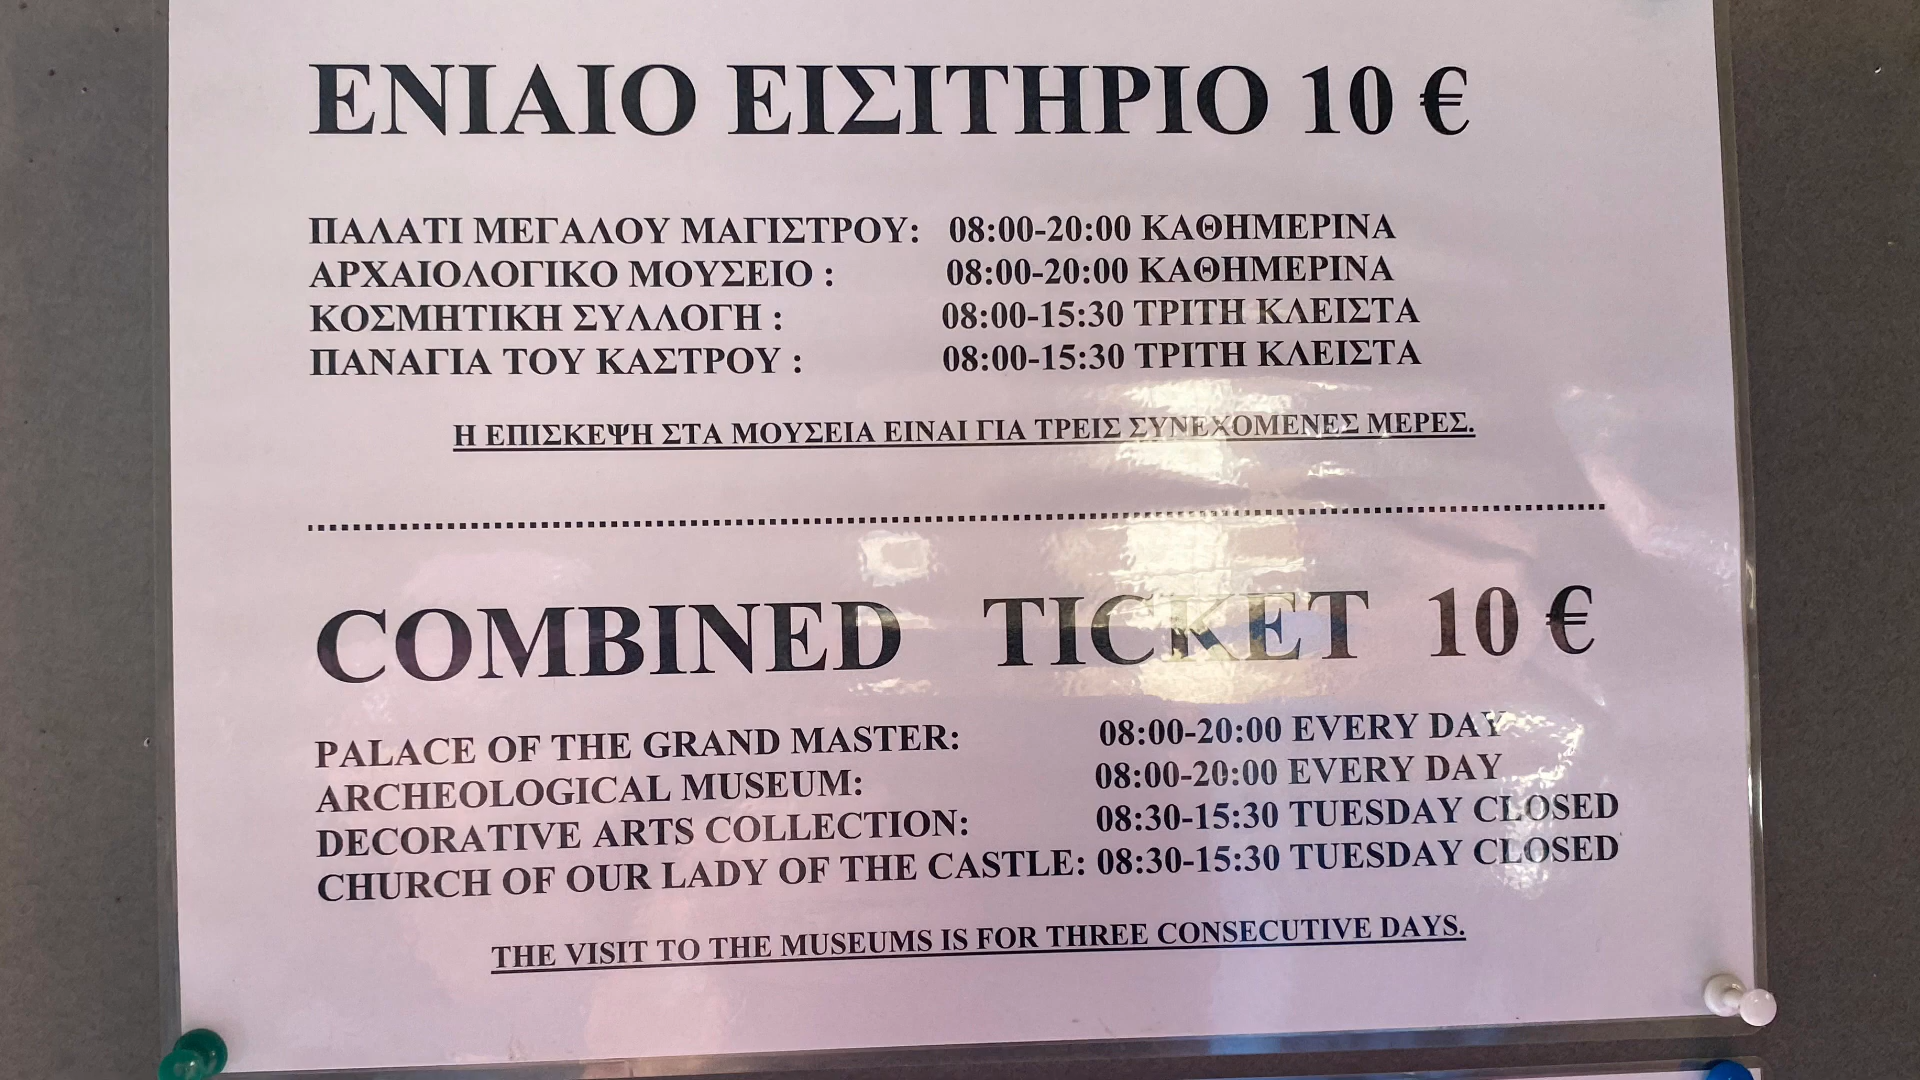 ΕΝΙΑΙΟ ΕΙΣΙΤΗΡΙΟ 10 €
ΠΑΛΑΤΙ ΜΕΓΑΛΟΥ ΜΑΓΙΣΤΡΟΥ: 08:00-20:00 ΚΑΘΗΜΕΡΙΝΑ
ΑΡΧΑΙΟΛΟΓΙΚΟ ΜΟΥΣΕΙΟ : 08:00-20:00 ΚΑΘΗΜΕΡΙΝΑ
ΚΟΣΜΗΤΙΚΗ ΣΥΛΛΟΓΗ : 08:00-15:30 ΤΡΙΤΗ ΚΛΕΙΣΤΑ
ΠΑΝΑΓΙΑ ΤΟΥ ΚΑΣΤΡΟΥ : 08:00-15:30 ΤΡΙΤΗ ΚΛΕΙΣΤΑ
Η ΕΠΙΣΚΕΨΗ ΣΤΑ ΜΟΥΣΕΙΑ ΕΙΝΑΙ ΓΙΑ ΤΡΕΙΣ ΣΥΝΕΧΟΜΕΝΕΣ ΜΕΡΕΣ.
COMBINED TICKET 10 €
PALACE OF THE GRAND MASTER: 08:00-20:00 EVERY DAY
ARCHEOLOGICAL MUSEUM: 08:00-20:00 EVERY DAY
DECORATIVE ARTS COLLECTION: 08:30-15:30 TUESDAY CLOSED
CHURCH OF OUR LADY OF THE CASTLE: 08:30-15:30 TUESDAY CLOSED
THE VISIT TO THE MUSEUMS IS FOR THREE CONSECUTIVE DAYS.